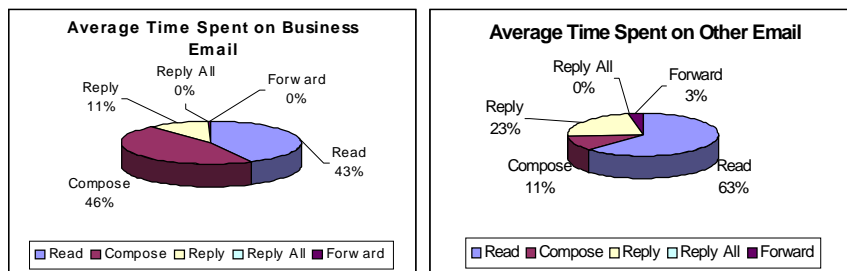 Average Time Spent on Business
Email
Reply All
0%
Forward
0%
Reply
11%
Read
43%
Compose
46%
Read Compose Reply Reply All Forward
Average Time Spent on Other Email
Reply All
0%
Forward
3%
Reply
23%
Compose
11%
Read
63%
Read Compose Reply Reply All Forward